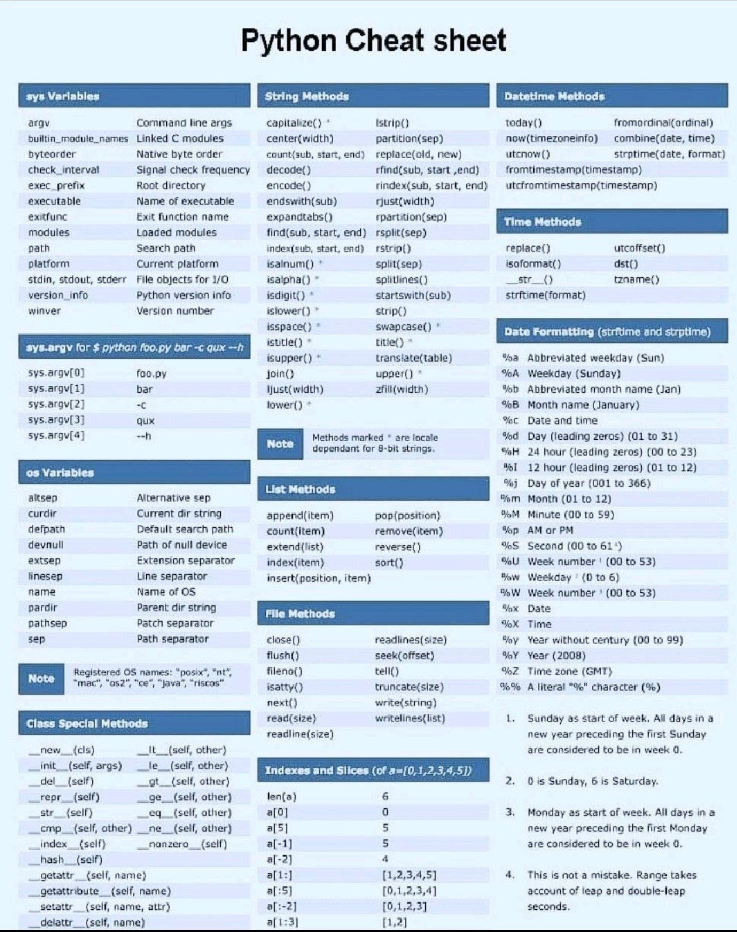 Python Cheat sheet
sys Variables
argv Command line args
builtin_module_names Linked C modules
byteorder Native byte order
check_interval Signal check frequency
exec_prefix Root directory
executable Name of executable
exitfunc Exit function name
modules Loaded modules
path Search path
platform Current platform
stdin, stdout, stderr File objects for I/O
version_info Python version info
winver Version number
sys.argv for $ python foo.py bar -c qux --h
sys.argv[0] foo.py
sys.argv[1] bar
sys.argv[2] -c
sys.argv[3] qux
sys.argv[4] --h
os Variables
altsep Alternative sep
curdir Current dir string
defpath Default search path
devnull Path of null device
extsep Extension separator
linesep Line separator
name Name of OS
pardir Parent dir string
pathsep Patch separator
sep Path separator
Note
Registered OS names: "posix", "nt",
"mac", "os2", "ce", "java", "riscos"
Class Special Methods
__new__(cls) __lt__(self, other)
__init__(self, args) __le__(self, other)
__del__(self) __gt__(self, other)
__repr__(self) __ge__(self, other)
__str__(self) __eq__(self, other)
__cmp__(self, other) __ne__(self, other)
__index__(self) __nonzero__(self)
__hash__(self)
__getattr__(self, name)
__getattribute__(self, name)
__setattr__(self, name, attr)
__delattr__(self, name)
String Methods
capitalize() * lstrip()
center(width) partition(sep)
count(sub, start, end) replace(old, new)
decode() rfind(sub, start ,end)
encode() rindex(sub, start, end)
endswith(sub) rjust(width)
expandtabs() rpartition(sep)
find(sub, start, end) rsplit(sep)
index(sub, start, end) rstrip()
isalnum() * split(sep)
isalpha() * splitlines()
isdigit() * startswith(sub)
islower() * strip()
isspace() * swapcase() *
istitle() * title() *
isupper() * translate(table)
join() upper() *
ljust(width) zfill(width)
lower() *
Note
Methods marked * are locale
dependant for 8-bit strings.
List Methods
append(item) pop(position)
count(item) remove(item)
extend(list) reverse()
index(item) sort()
insert(position, item)
File Methods
close() readlines(size)
flush() seek(offset)
fileno() tell()
isatty() truncate(size)
next() write(string)
read(size) writelines(list)
readline(size)
Indexes and Slices (of a=[0,1,2,3,4,5])
len(a) 6
a[0] 0
a[5] 5
a[-1] 5
a[-2] 4
a[1:] [1,2,3,4,5]
a[:5] [0,1,2,3,4]
a[:-2] [0,1,2,3]
a[1:3] [1,2]
Datetime Methods
today() fromordinal(ordinal)
now(timezoneinfo) combine(date, time)
utcnow() strptime(date, format)
fromtimestamp(timestamp)
utcfromtimestamp(timestamp)
Time Methods
replace() utcoffset()
isoformat() dst()
__str__() tzname()
strftime(format)
Date Formatting (strftime and strptime)
%a Abbreviated weekday (Sun)
%A Weekday (Sunday)
%b Abbreviated month name (Jan)
%B Month name (January)
%c Date and time
%d Day (leading zeros) (01 to 31)
%H 24 hour (leading zeros) (00 to 23)
%I 12 hour (leading zeros) (01 to 12)
%j Day of year (001 to 366)
%m Month (01 to 12)
%M Minute (00 to 59)
%p AM or PM
%S Second (00 to 61⁴)
%U Week number ¹ (00 to 53)
%w Weekday ² (0 to 6)
%W Week number ³ (00 to 53)
%x Date
%X Time
%y Year without century (00 to 99)
%Y Year (2008)
%Z Time zone (GMT)
%% A literal "%" character (%)
1. Sunday as start of week. All days in a
new year preceding the first Sunday
are considered to be in week 0.
2. 0 is Sunday, 6 is Saturday.
3. Monday as start of week. All days in a
new year preceding the first Monday
are considered to be in week 0.
4. This is not a mistake. Range takes
account of leap and double-leap
seconds.